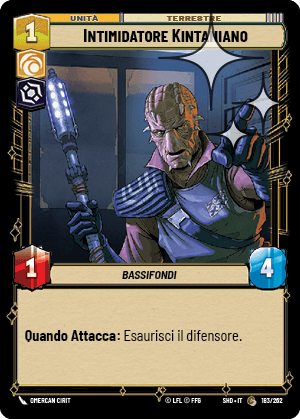 UNITÀ
TERRESTRE
1
INTIMIDATORE KINTANIANO
BASSIFONDI
1
4
Quando Attacca: Esaurisci il difensore.
OMERCAN CIRIT
© LFL © FFG
SHD • IT
183/262